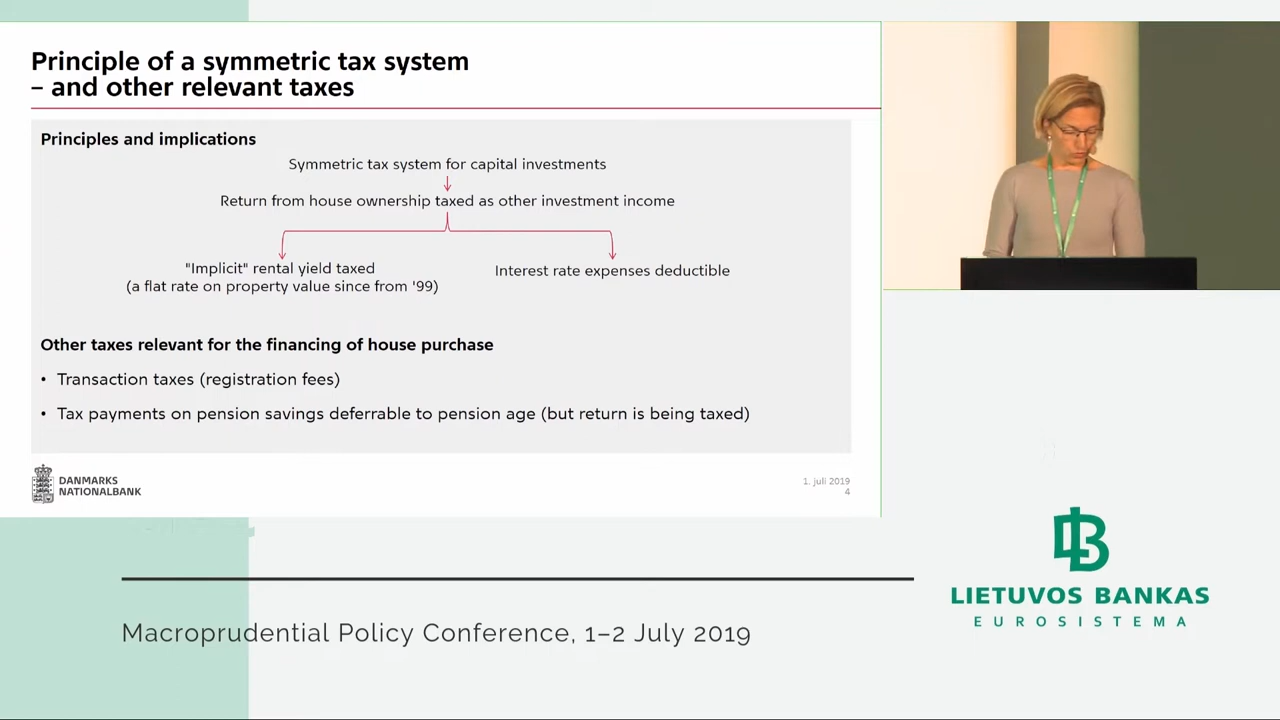 Principle of a symmetric tax system
– and other relevant taxes
Principles and implications
Symmetric tax system for capital investments
Return from house ownership taxed as other investment income
"Implicit" rental yield taxed
(a flat rate on property value since from '99)
Interest rate expenses deductible
Other taxes relevant for the financing of house purchase
• Transaction taxes (registration fees)
• Tax payments on pension savings deferrable to pension age (but return is being taxed)
DANMARKS
NATIONALBANK
1. juli 2019
4
LIETUVOS BANKAS
EUROSISTEMA
Macroprudential Policy Conference, 1–2 July 2019